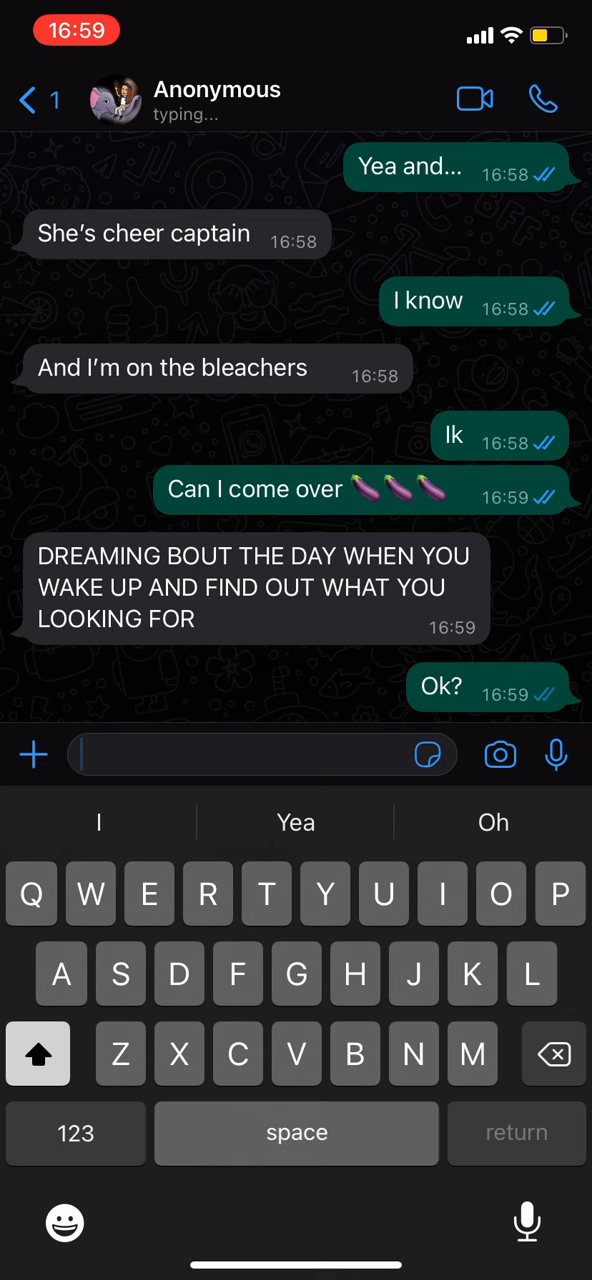 16:59
1
Anonymous
typing...
Yea and... 16:58
She's cheer captain 16:58
I know 16:58
And I'm on the bleachers 16:58
Ik 16:58
Can I come over 🍆🍆🍆 16:59
DREAMING BOUT THE DAY WHEN YOU
WAKE UP AND FIND OUT WHAT YOU
LOOKING FOR 16:59
Ok? 16:59
I Yea Oh
Q W E R T Y U I O P
A S D F G H J K L
Z X C V B N M
123 space return